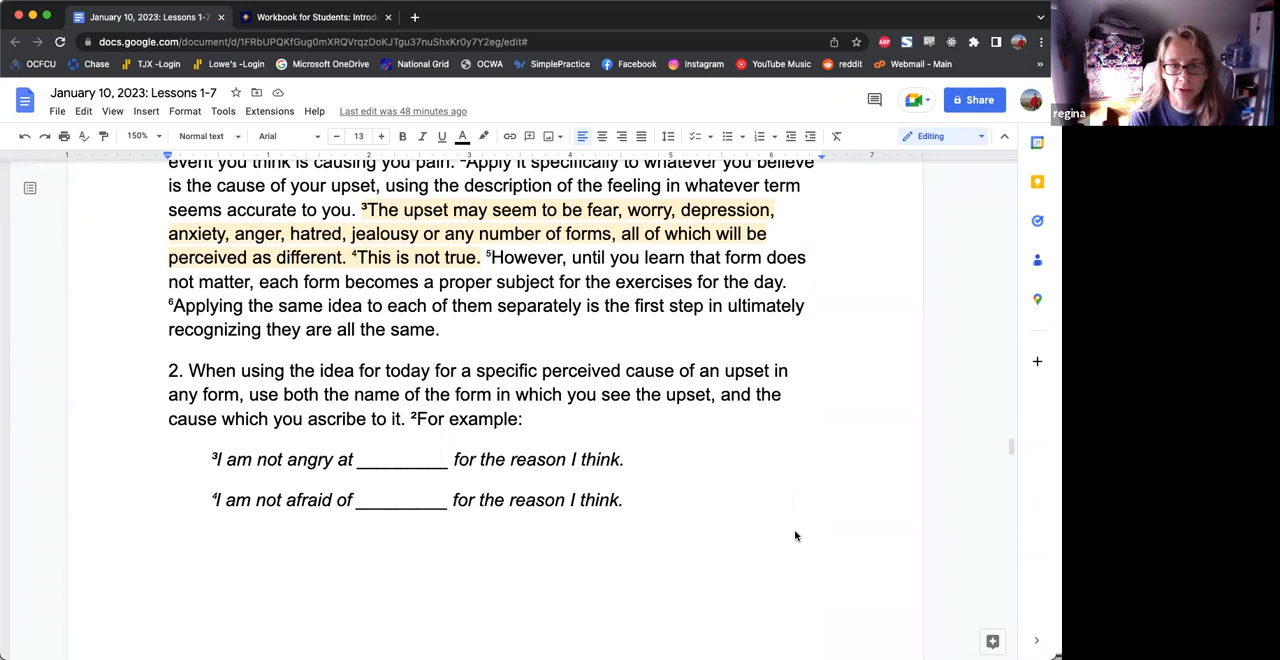 January 10, 2023: Lessons 1-7
Workbook for Students: Introdu
docs.google.com/document/d/1FRbUPQKfGug0mXRQVrqzDoKJTgu37nuShxKr0y7Y2eg/edit#
OCFCU Chase TJX -Login Lowe's -Login Microsoft OneDrive National Grid OCWA SimplePractice Facebook Instagram YouTube Music reddit Webmail - Main »
regina
January 10, 2023: Lessons 1-7
File Edit View Insert Format Tools Extensions Help Last edit was 48 minutes ago
Share
150% Normal text Arial − 13 + B I U A Editing
1 1 2 3 4 5 6 7
event you think is causing you pain. ²Apply it specifically to whatever you believe
is the cause of your upset, using the description of the feeling in whatever term
seems accurate to you. ³The upset may seem to be fear, worry, depression,
anxiety, anger, hatred, jealousy or any number of forms, all of which will be
perceived as different. ⁴This is not true. ⁵However, until you learn that form does
not matter, each form becomes a proper subject for the exercises for the day.
⁶Applying the same idea to each of them separately is the first step in ultimately
recognizing they are all the same.
2. When using the idea for today for a specific perceived cause of an upset in
any form, use both the name of the form in which you see the upset, and the
cause which you ascribe to it. ²For example:
³I am not angry at __________ for the reason I think.
⁴I am not afraid of __________ for the reason I think.